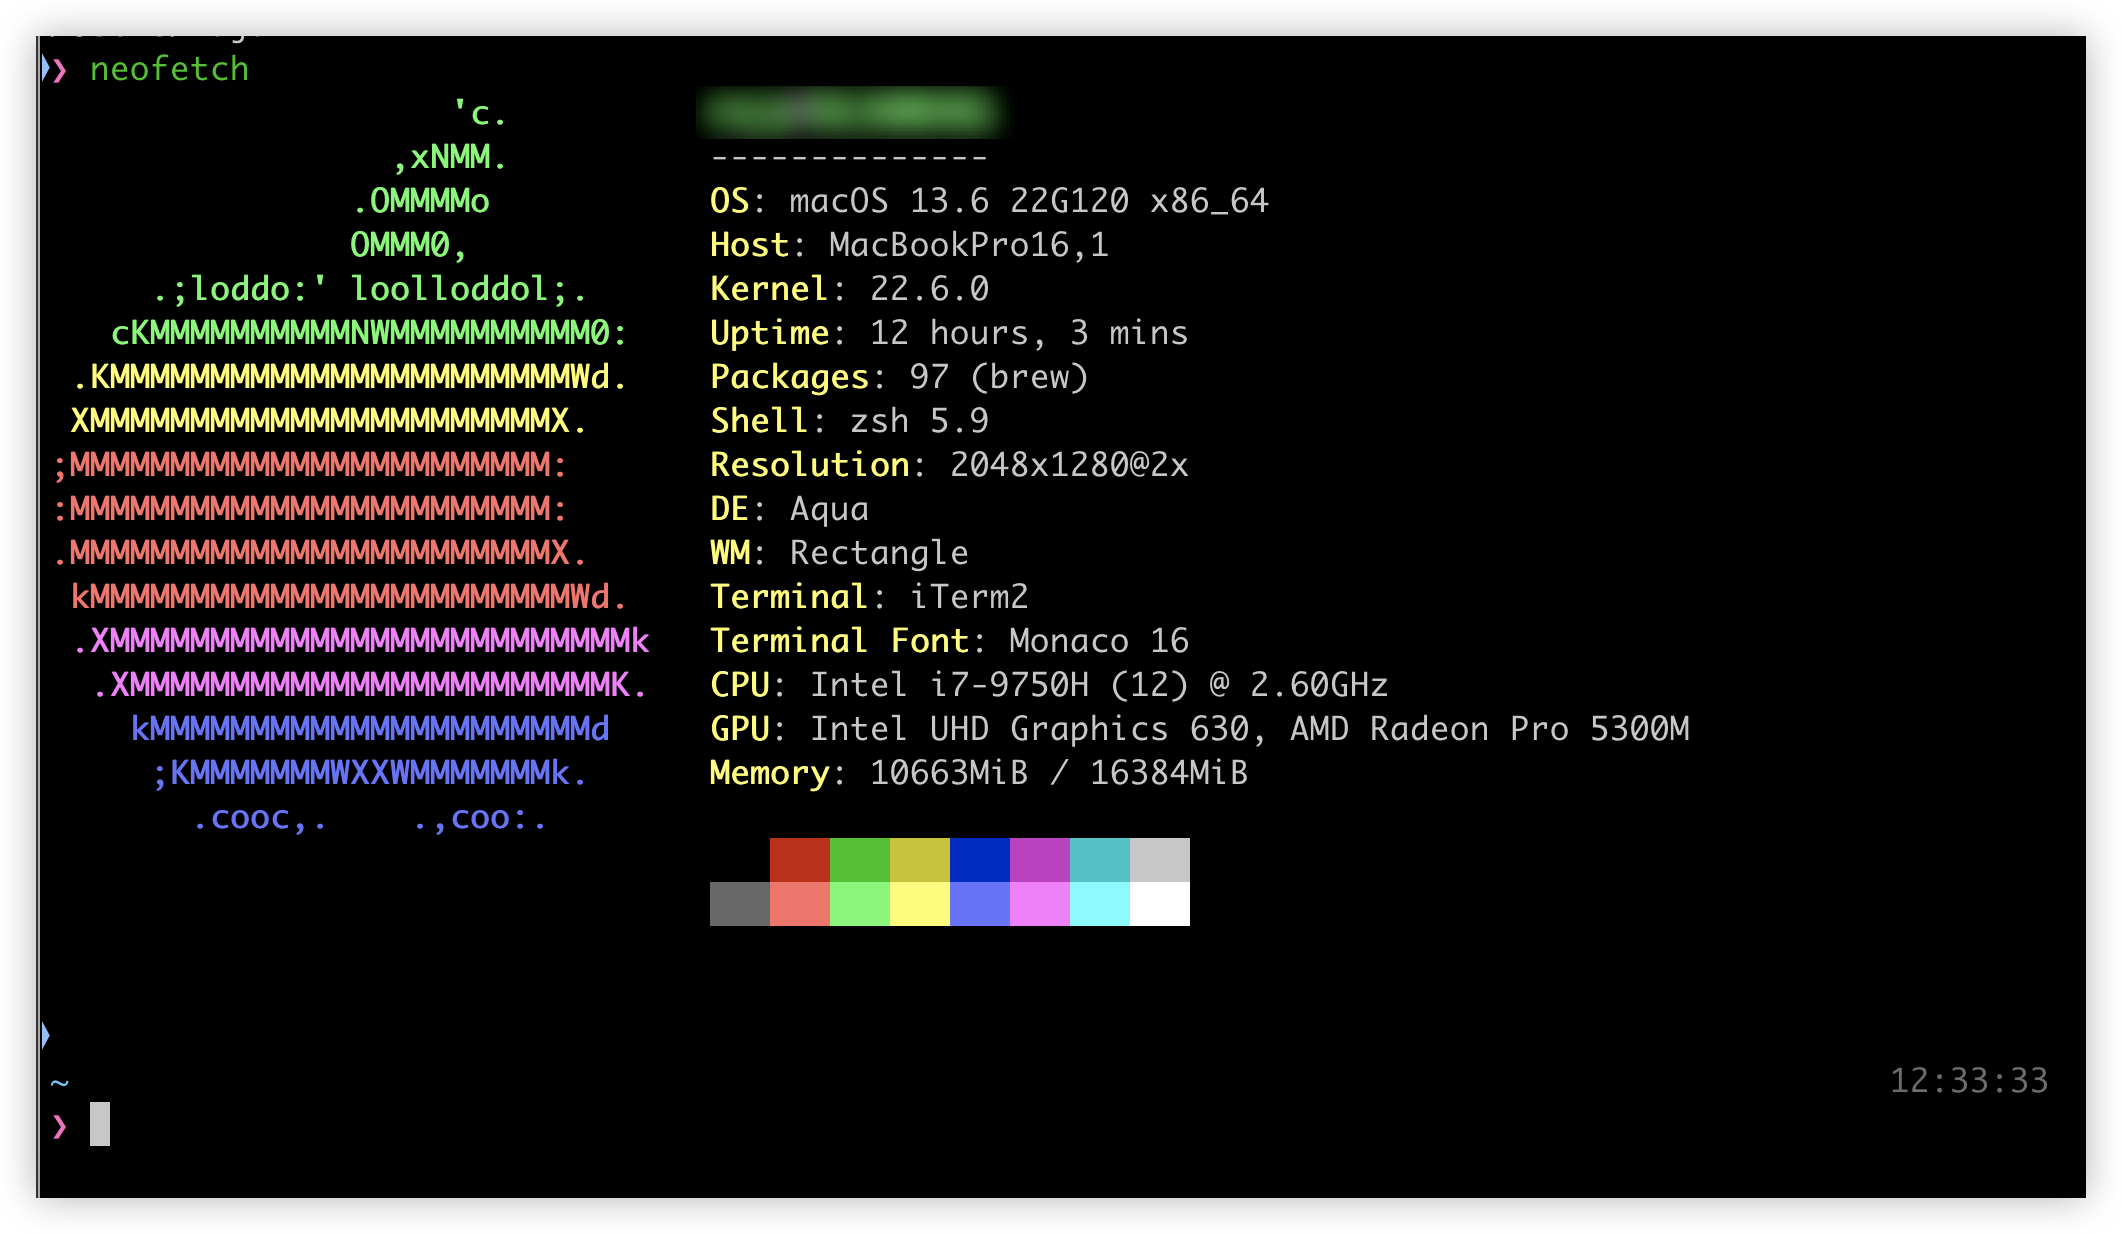 ❯ neofetch
'c.
,xNMM.
--------------
.OMMMMo
OS: macOS 13.6 22G120 x86_64
OMMM0,
Host: MacBookPro16,1
.;loddo:' loolloddol;.
Kernel: 22.6.0
cKMMMMMMMMMMNWMMMMMMMMMM0:
Uptime: 12 hours, 3 mins
.KMMMMMMMMMMMMMMMMMMMMMMMWd.
Packages: 97 (brew)
XMMMMMMMMMMMMMMMMMMMMMMMX.
Shell: zsh 5.9
;MMMMMMMMMMMMMMMMMMMMMMMM:
Resolution: 2048x1280@2x
:MMMMMMMMMMMMMMMMMMMMMMMM:
DE: Aqua
.MMMMMMMMMMMMMMMMMMMMMMMMX.
WM: Rectangle
kMMMMMMMMMMMMMMMMMMMMMMMMWd.
Terminal: iTerm2
.XMMMMMMMMMMMMMMMMMMMMMMMMMMk
Terminal Font: Monaco 16
.XMMMMMMMMMMMMMMMMMMMMMMMMK.
CPU: Intel i7-9750H (12) @ 2.60GHz
kMMMMMMMMMMMMMMMMMMMMMMd
GPU: Intel UHD Graphics 630, AMD Radeon Pro 5300M
;KMMMMMMMWXXWMMMMMMMk.
Memory: 10663MiB / 16384MiB
.cooc,.    .,coo:.
~
12:33:33
❯